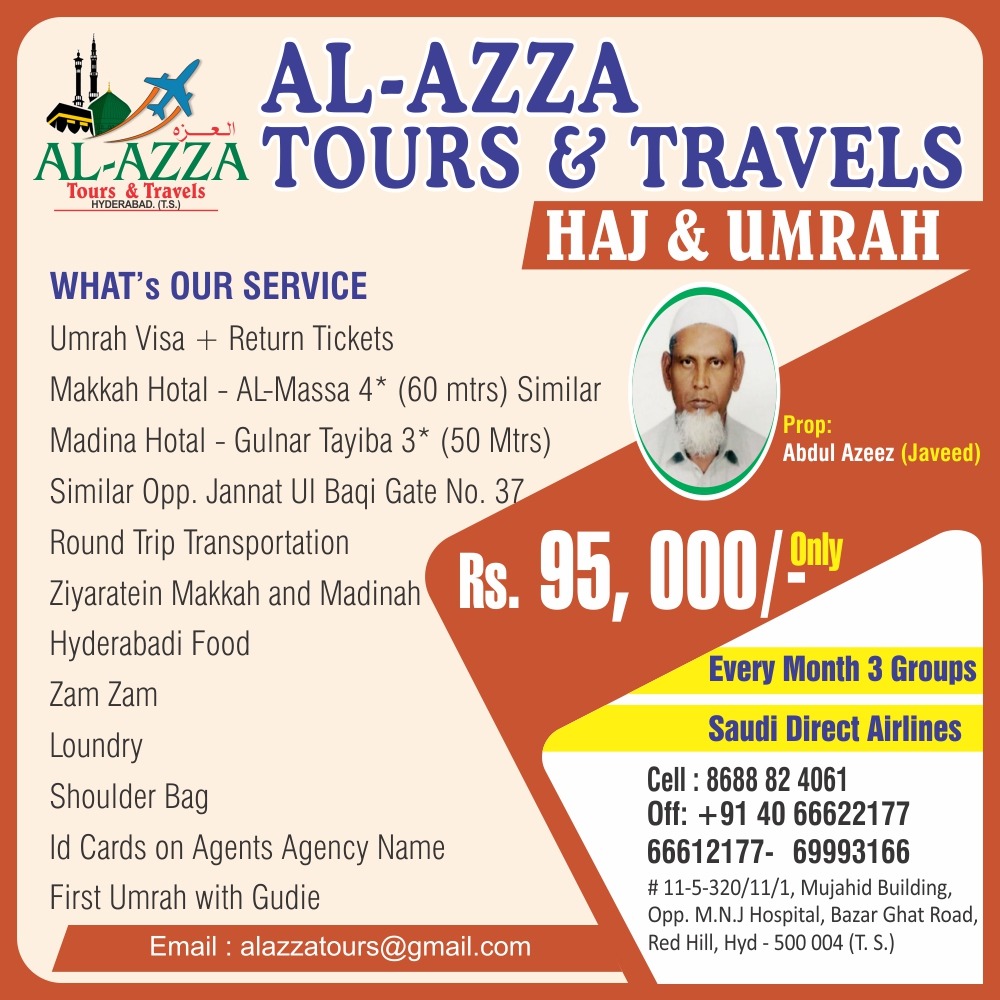 العزه
AL-AZZA
Tours & Travels
HYDERABAD. (T.S.)
AL-AZZA
TOURS & TRAVELS
HAJ & UMRAH
WHAT's OUR SERVICE
Umrah Visa + Return Tickets
Makkah Hotal - AL-Massa 4* (60 mtrs) Similar
Madina Hotal - Gulnar Tayiba 3* (50 Mtrs)
Similar Opp. Jannat Ul Baqi Gate No. 37
Round Trip Transportation
Ziyaratein Makkah and Madinah
Hyderabadi Food
Zam Zam
Loundry
Shoulder Bag
Id Cards on Agents Agency Name
First Umrah with Gudie
Email : alazzatours@gmail.com
Prop:
Abdul Azeez (Javeed)
Rs. 95, 000/- Only
Every Month 3 Groups
Saudi Direct Airlines
Cell : 8688 82 4061
Off: +91 40 66622177
66612177- 69993166
# 11-5-320/11/1, Mujahid Building,
Opp. M.N.J Hospital, Bazar Ghat Road,
Red Hill, Hyd - 500 004 (T. S.)